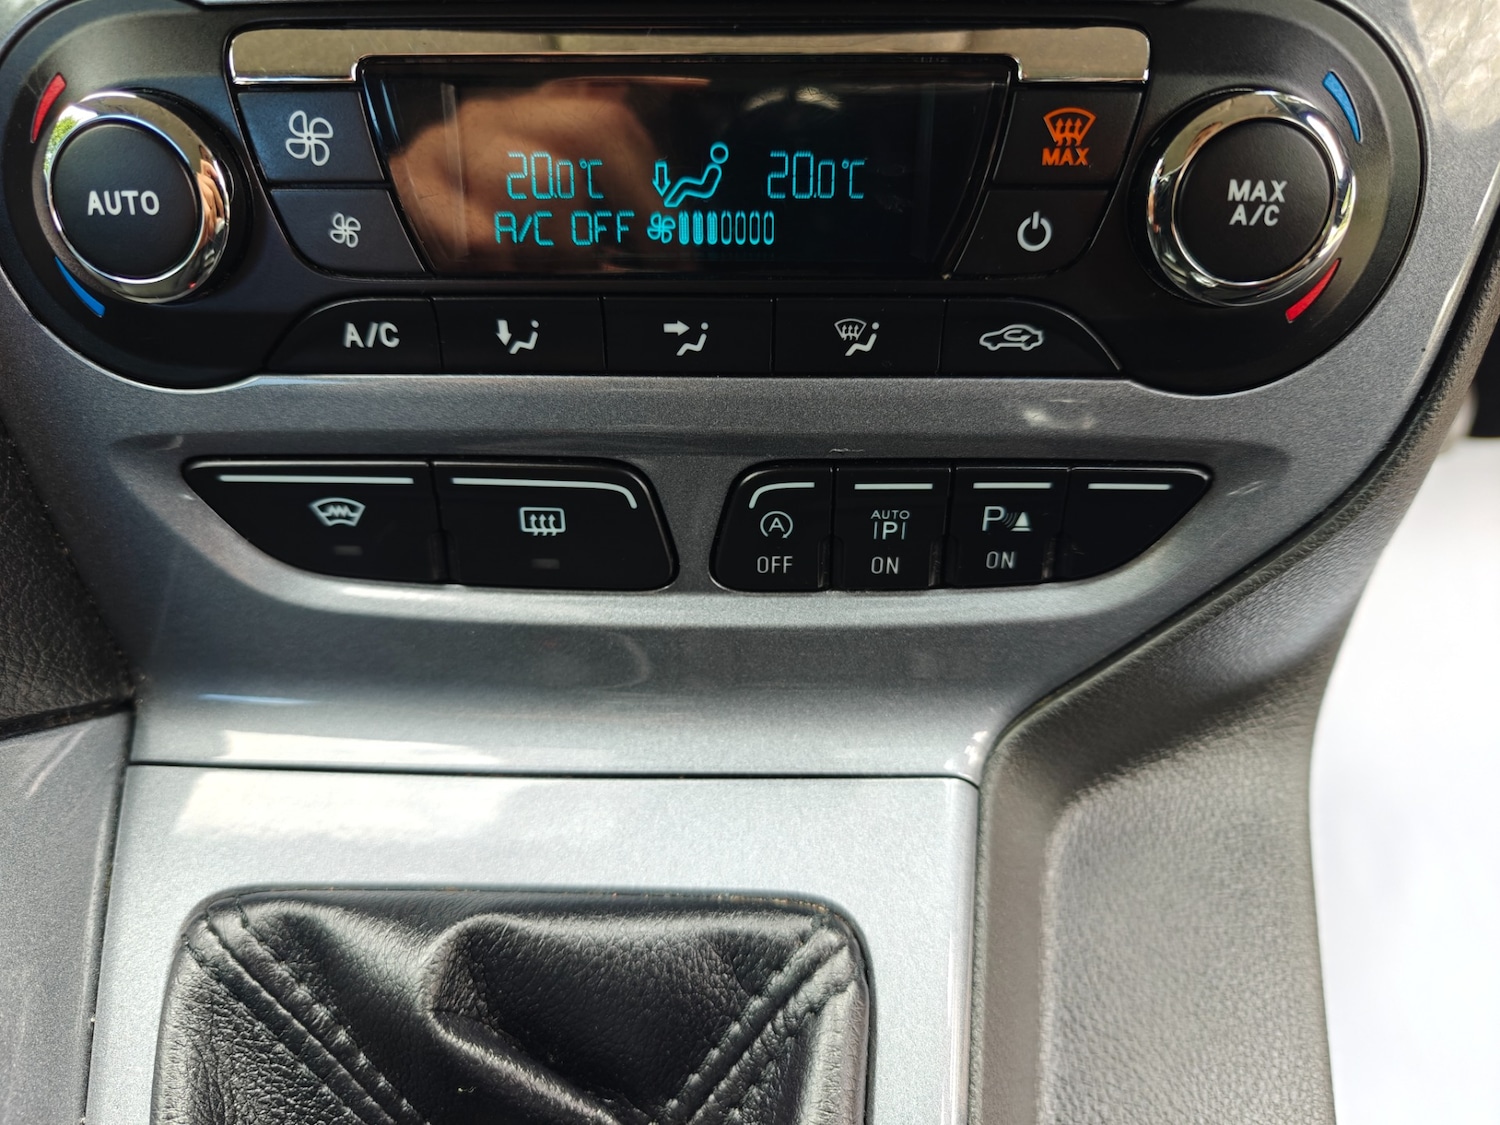 AUTO
20.0°C 20.0°C
A/C OFF
MAX
MAX
A/C
A/C
A OFF
AUTO
P
ON
P
ON